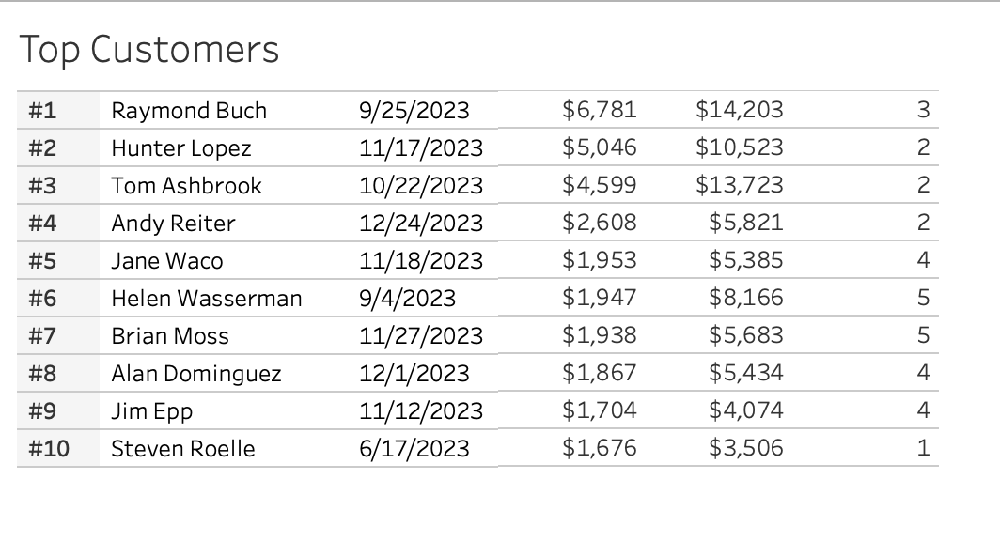 Top Customers
#1 Raymond Buch 9/25/2023 $6,781 $14,203 3
#2 Hunter Lopez 11/17/2023 $5,046 $10,523 2
#3 Tom Ashbrook 10/22/2023 $4,599 $13,723 2
#4 Andy Reiter 12/24/2023 $2,608 $5,821 2
#5 Jane Waco 11/18/2023 $1,953 $5,385 4
#6 Helen Wasserman 9/4/2023 $1,947 $8,166 5
#7 Brian Moss 11/27/2023 $1,938 $5,683 5
#8 Alan Dominguez 12/1/2023 $1,867 $5,434 4
#9 Jim Epp 11/12/2023 $1,704 $4,074 4
#10 Steven Roelle 6/17/2023 $1,676 $3,506 1